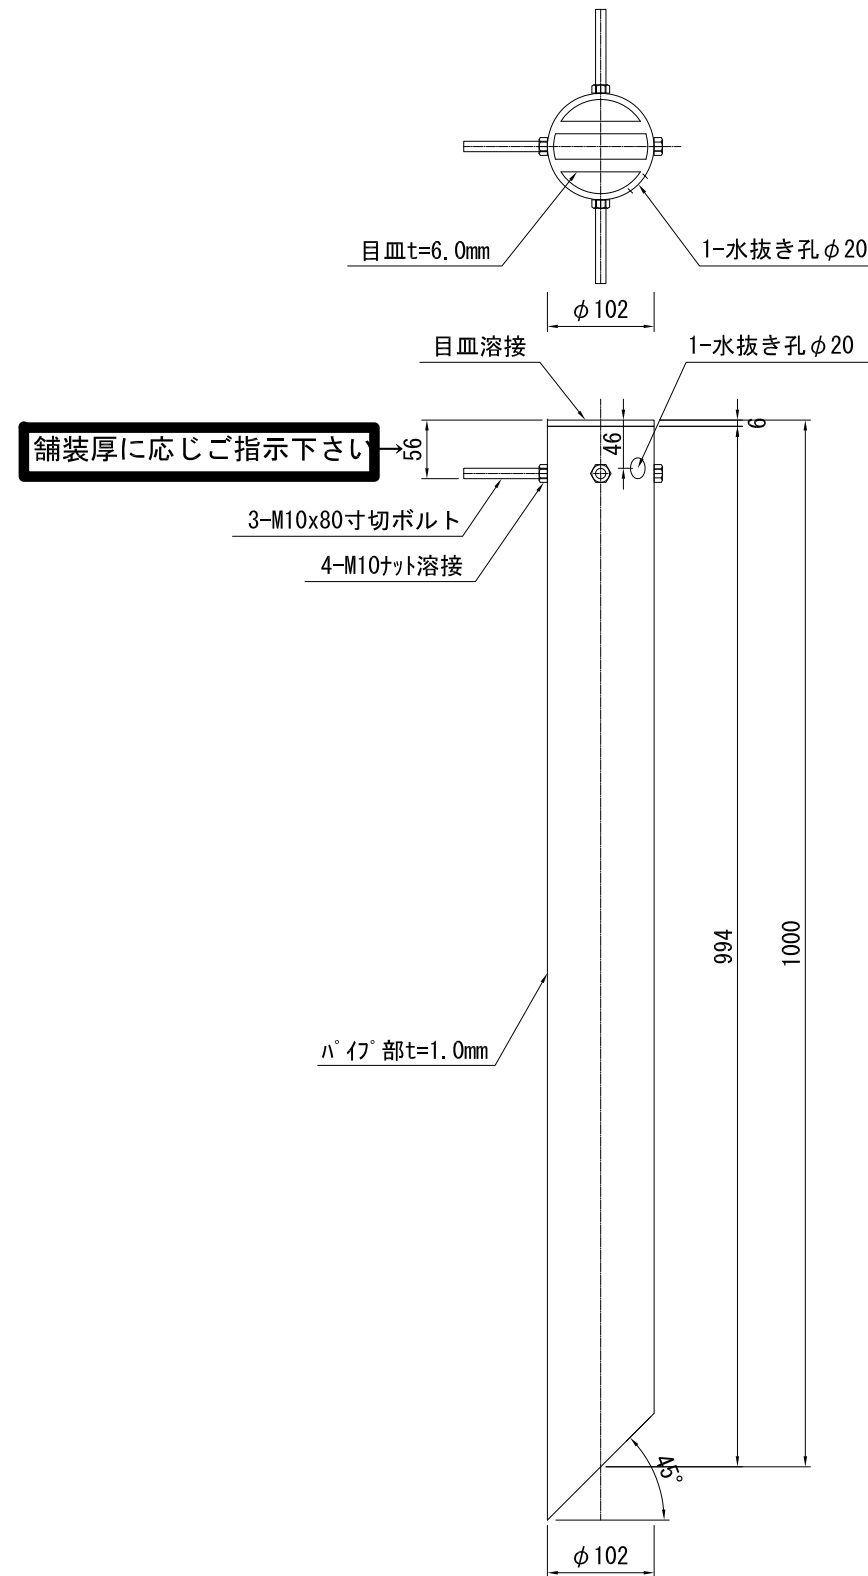 目皿t=6.0mm
1-水抜き孔φ20
φ102
目皿溶接
1-水抜き孔φ20
舗装厚に応じご指示下さい→
56
46
6
3-M10x80寸切ボルト
4-M10ﾅｯﾄ溶接
994
1000
ﾊﾟｲﾌﾟ部t=1.0mm
45°
φ102